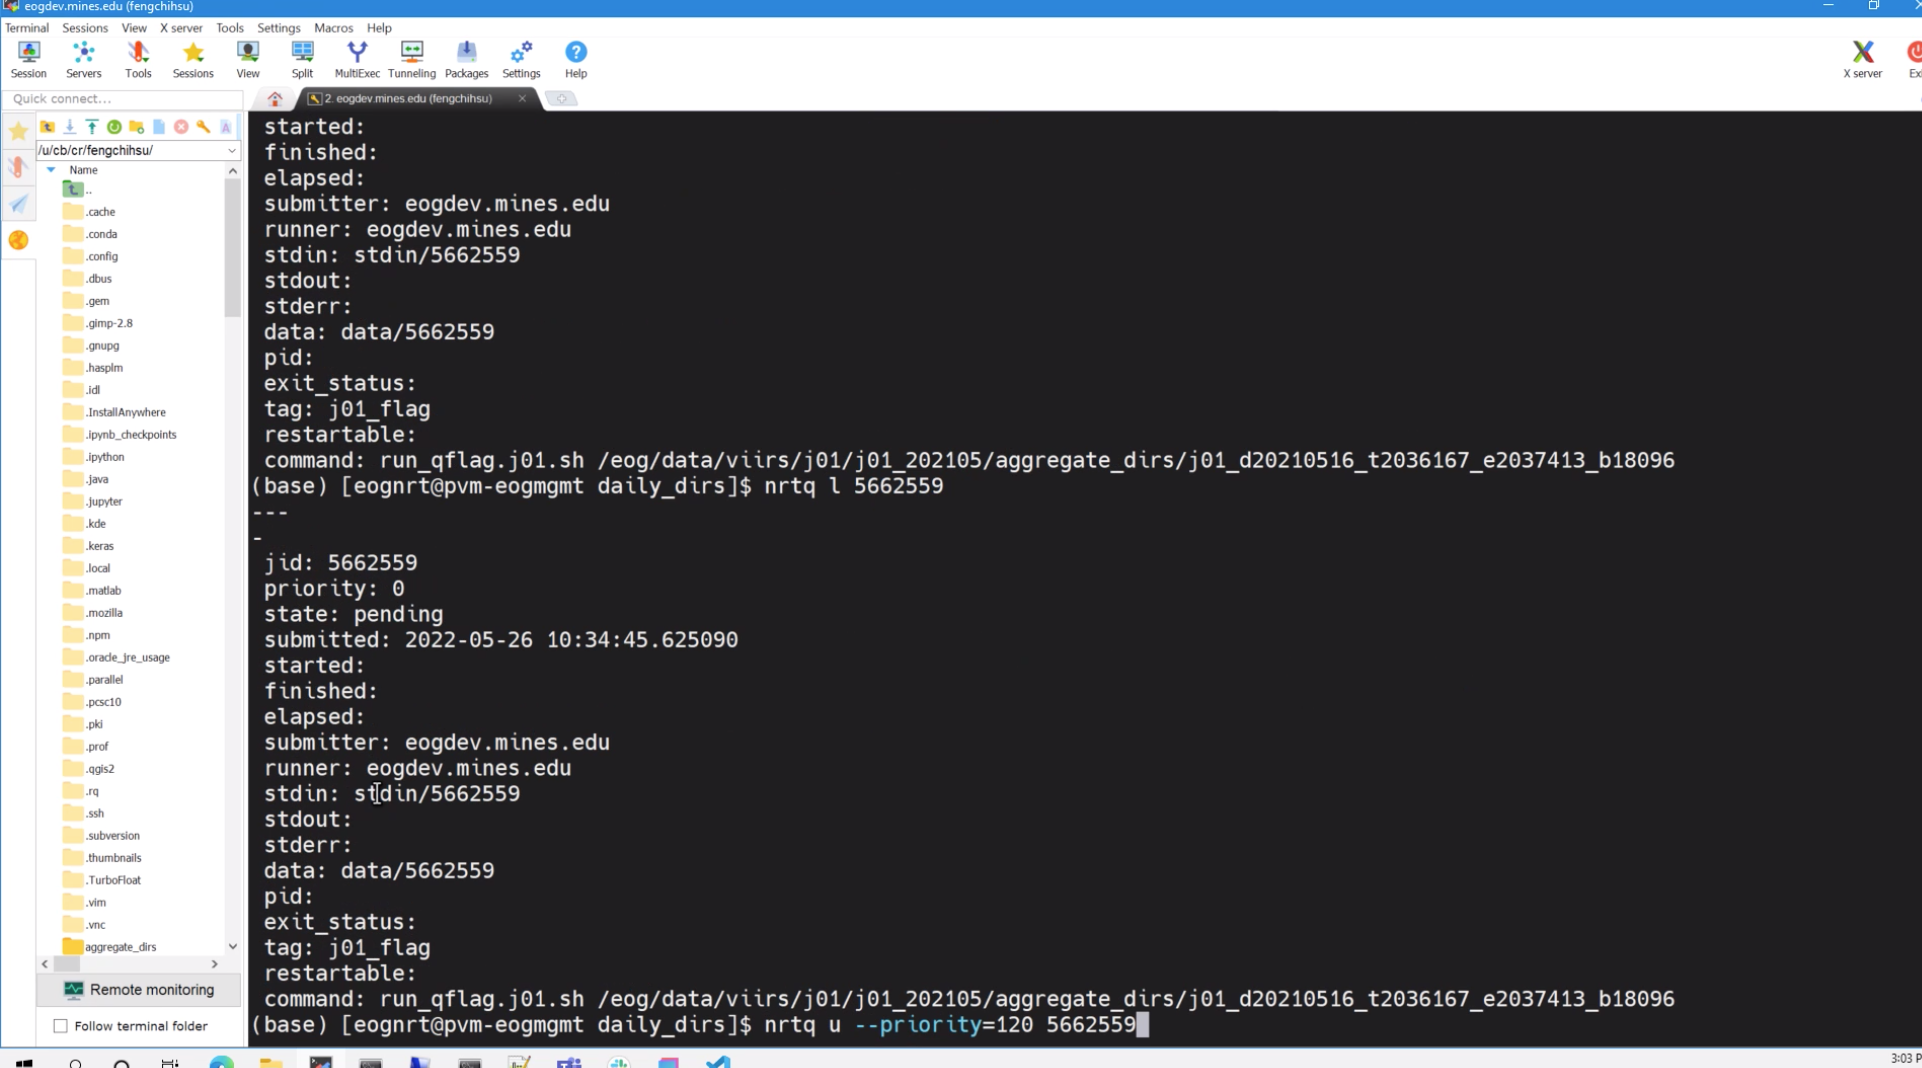 eogdev.mines.edu (fengchihsu)
Terminal Sessions View X server Tools Settings Macros Help
Session Servers Tools Sessions View Split MultiExec Tunneling Packages Settings Help X server
Quick connect...
2. eogdev.mines.edu (fengchihsu)
/u/cb/cr/fengchihsu/
Name
..
.cache
.conda
.config
.dbus
.gem
.gimp-2.8
.gnupg
.hasplm
.idl
.InstallAnywhere
.ipynb_checkpoints
.ipython
.java
.jupyter
.kde
.keras
.local
.matlab
.mozilla
.npm
.oracle_jre_usage
.parallel
.pcsc10
.pki
.prof
.qgis2
.rq
.ssh
.subversion
.thumbnails
.TurboFloat
.vim
.vnc
aggregate_dirs
Remote monitoring
Follow terminal folder
started:
finished:
elapsed:
submitter: eogdev.mines.edu
runner: eogdev.mines.edu
stdin: stdin/5662559
stdout:
stderr:
data: data/5662559
pid:
exit_status:
tag: j01_flag
restartable:
command: run_qflag.j01.sh /eog/data/viirs/j01/j01_202105/aggregate_dirs/j01_d20210516_t2036167_e2037413_b18096
(base) [eognrt@pvm-eogmgmt daily_dirs]$ nrtq l 5662559
---
-
jid: 5662559
priority: 0
state: pending
submitted: 2022-05-26 10:34:45.625090
started:
finished:
elapsed:
submitter: eogdev.mines.edu
runner: eogdev.mines.edu
stdin: stdin/5662559
stdout:
stderr:
data: data/5662559
pid:
exit_status:
tag: j01_flag
restartable:
command: run_qflag.j01.sh /eog/data/viirs/j01/j01_202105/aggregate_dirs/j01_d20210516_t2036167_e2037413_b18096
(base) [eognrt@pvm-eogmgmt daily_dirs]$ nrtq u --priority=120 5662559
3:03 P